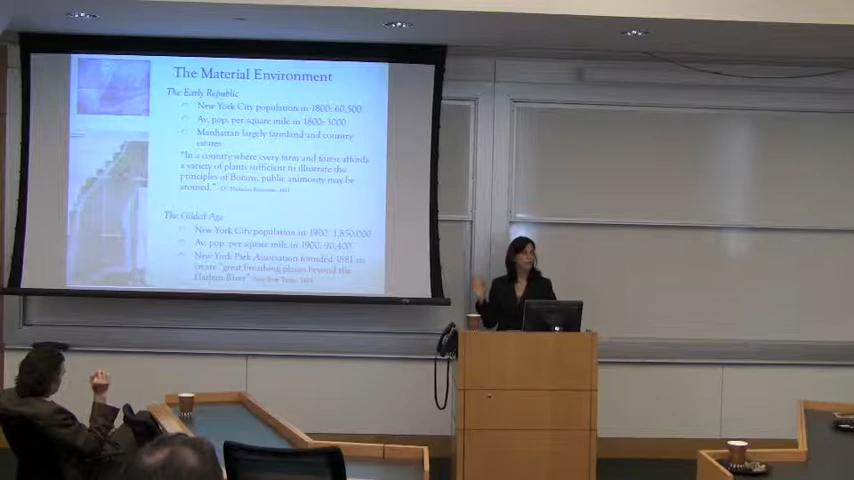 The Material Environment
The Early Republic
New York City population in 1800: 60,500
Av. pop. per square mile in 1800: 3000
Manhattan largely farmland and country
estates
"In a country where every farm and forest affords
a variety of plants sufficient to illustrate the
principles of Botany, public animosity may be
aroused."
The Gilded Age
New York City population in 1900: 1,850,000
Av. pop. per square mile in 1900: 90,400
New York Park Association founded 1881 to
create "great breathing places beyond the
Harlem River" New York Times,